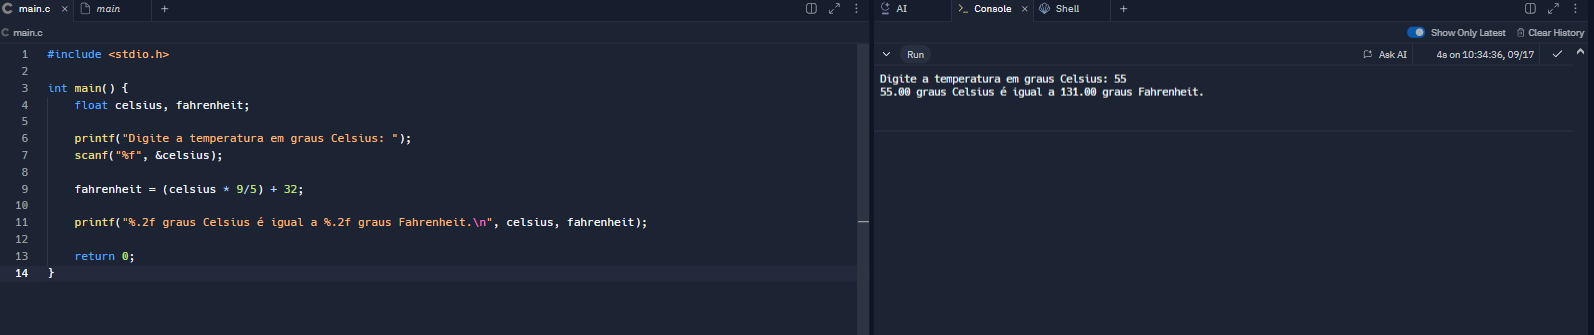 main.c × main +
main.c
1 #include <stdio.h>
2
3 int main() {
4 float celsius, fahrenheit;
5
6 printf("Digite a temperatura em graus Celsius: ");
7 scanf("%f", &celsius);
8
9 fahrenheit = (celsius * 9/5) + 32;
10
11 printf("%.2f graus Celsius é igual a %.2f graus Fahrenheit.\n", celsius, fahrenheit);
12
13 return 0;
14 }
AI >_ Console × Shell +
Show Only Latest Clear History
Run Ask AI 4s on 10:34:36, 09/17
Digite a temperatura em graus Celsius: 55
55.00 graus Celsius é igual a 131.00 graus Fahrenheit.